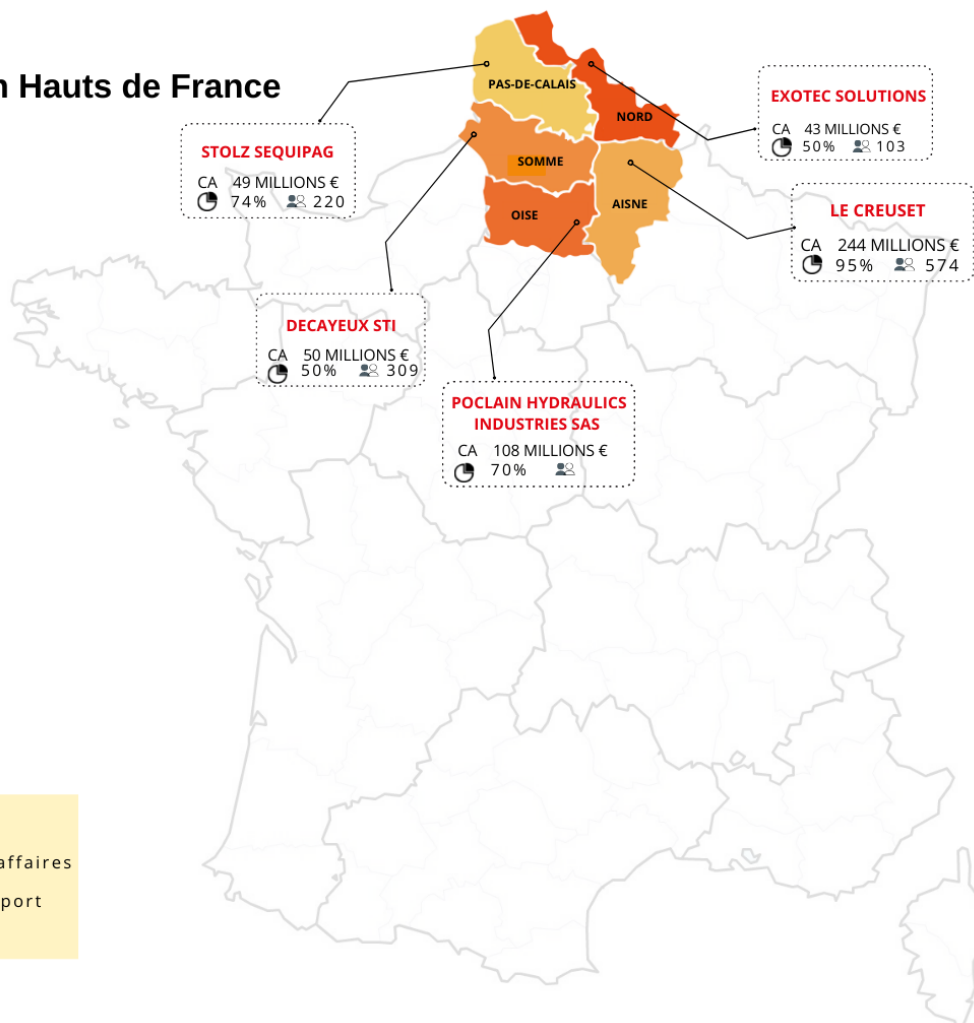 n Hauts de France
PAS-DE-CALAIS
NORD
SOMME
OISE
AISNE
EXOTEC SOLUTIONS
CA 43 MILLIONS €
50% 103
STOLZ SEQUIPAG
CA 49 MILLIONS €
74% 220
LE CREUSET
CA 244 MILLIONS €
95% 574
DECAYEUX STI
CA 50 MILLIONS €
50% 309
POCLAIN HYDRAULICS
INDUSTRIES SAS
CA 108 MILLIONS €
70%
affaires
port